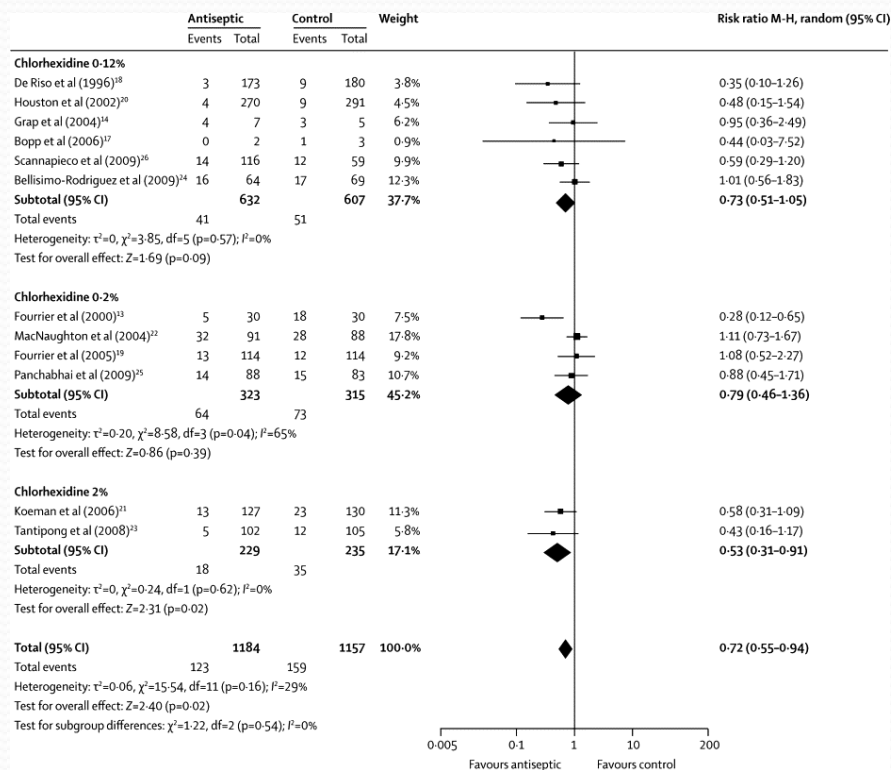 Antiseptic Control Weight Risk ratio M-H, random (95% CI)
Events Total Events Total
Chlorhexidine 0·12%
De Riso et al (1996)¹⁸ 3 173 9 180 3·8% 0·35 (0·10–1·26)
Houston et al (2002)²⁰ 4 270 9 291 4·5% 0·48 (0·15–1·54)
Grap et al (2004)¹⁴ 4 7 3 5 6·2% 0·95 (0·36–2·49)
Bopp et al (2006)¹⁷ 0 2 1 3 0·9% 0·44 (0·03–7·52)
Scannapieco et al (2009)²⁶ 14 116 12 59 9·9% 0·59 (0·29–1·20)
Bellisimo-Rodriguez et al (2009)²⁴ 16 64 17 69 12·3% 1·01 (0·56–1·83)
Subtotal (95% CI) 632 607 37·7% 0·73 (0·51–1·05)
Total events 41 51
Heterogeneity: τ²=0, χ²=3·85, df=5 (p=0·57); I²=0%
Test for overall effect: Z=1·69 (p=0·09)
Chlorhexidine 0·2%
Fourrier et al (2000)¹³ 5 30 18 30 7·5% 0·28 (0·12–0·65)
MacNaughton et al (2004)²² 32 91 28 88 17·8% 1·11 (0·73–1·67)
Fourrier et al (2005)¹⁹ 13 114 12 114 9·2% 1·08 (0·52–2·27)
Panchabhai et al (2009)²⁵ 14 88 15 83 10·7% 0·88 (0·45–1·71)
Subtotal (95% CI) 323 315 45·2% 0·79 (0·46–1·36)
Total events 64 73
Heterogeneity: τ²=0·20, χ²=8·58, df=3 (p=0·04); I²=65%
Test for overall effect: Z=0·86 (p=0·39)
Chlorhexidine 2%
Koeman et al (2006)²¹ 13 127 23 130 11·3% 0·58 (0·31–1·09)
Tantipong et al (2008)²³ 5 102 12 105 5·8% 0·43 (0·16–1·17)
Subtotal (95% CI) 229 235 17·1% 0·53 (0·31–0·91)
Total events 18 35
Heterogeneity: τ²=0, χ²=0·24, df=1 (p=0·62); I²=0%
Test for overall effect: Z=2·31 (p=0·02)
Total (95% CI) 1184 1157 100·0% 0·72 (0·55–0·94)
Total events 123 159
Heterogeneity: τ²=0·06, χ²=15·54, df=11 (p=0·16); I²=29%
Test for overall effect: Z=2·40 (p=0·02)
Test for subgroup differences: χ²=1·22, df=2 (p=0·54); I²=0%
0·005 0·1 1 10 200
Favours antiseptic Favours control